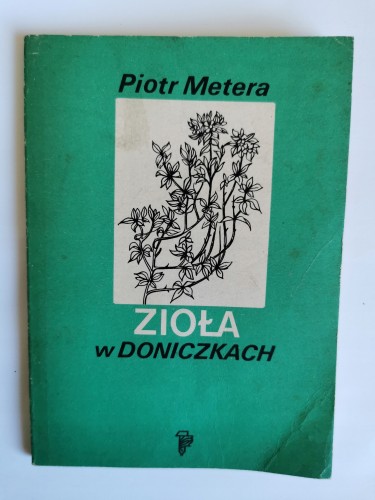 Piotr Metera
ZIOŁA
w DONICZKACH